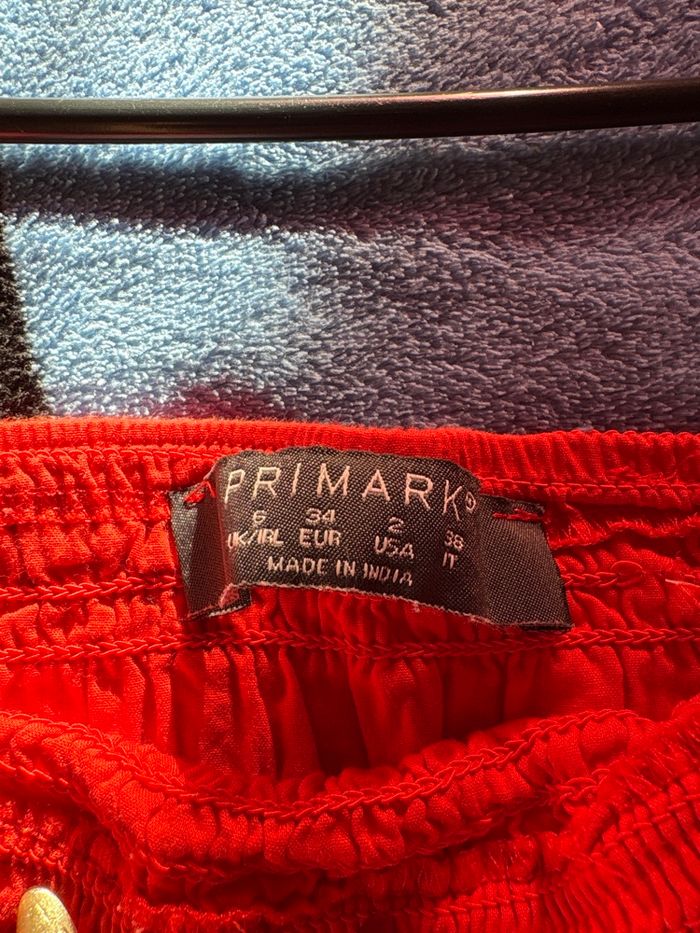 PRIMARK®
6 34 2 38
UK/IRL EUR USA IT
MADE IN INDIA